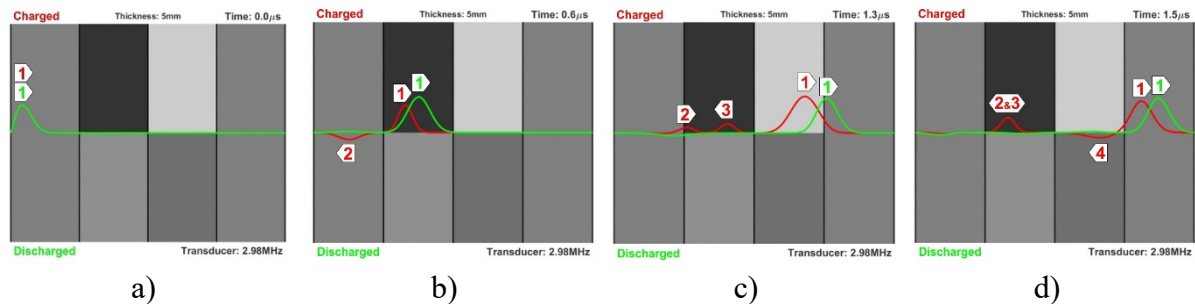 Charged Thickness: 5mm Time: 0.0μs
1
1
Discharged Transducer: 2.98MHz
a)
Charged Thickness: 5mm Time: 0.6μs
1 1
2
Discharged Transducer: 2.98MHz
b)
Charged Thickness: 5mm Time: 1.3μs
1 1
2 3
Discharged Transducer: 2.98MHz
c)
Charged Thickness: 5mm Time: 1.5μs
1 1
2&3
4
Discharged Transducer: 2.98MHz
d)